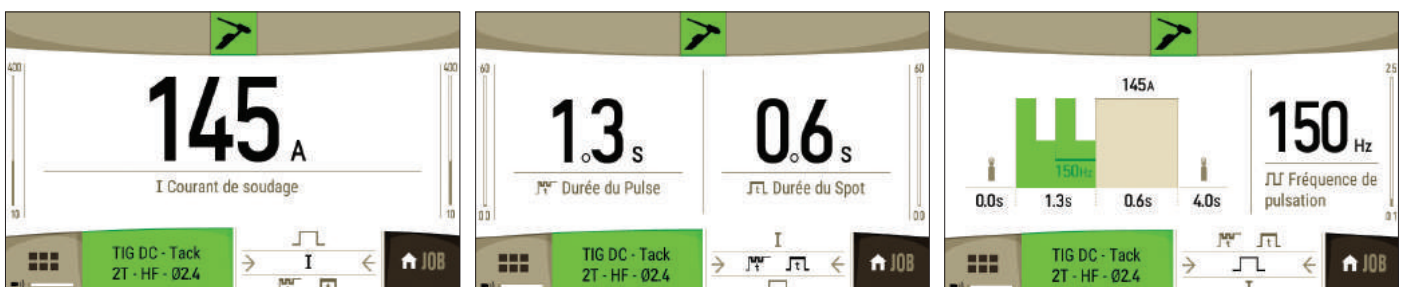 400
400
145 A
I Courant de soudage
10
10
TIG DC - Tack
2T - HF - Ø2.4
I
JOB
60
60
1.3 s
0.6 s
Durée du Pulse
Durée du Spot
0.0
0.0
I
TIG DC - Tack
2T - HF - Ø2.4
JOB
145A
150Hz
0.0s
1.3s
0.6s
4.0s
150 Hz
Fréquence de
pulsation
0.1
TIG DC - Tack
2T - HF - Ø2.4
I
JOB